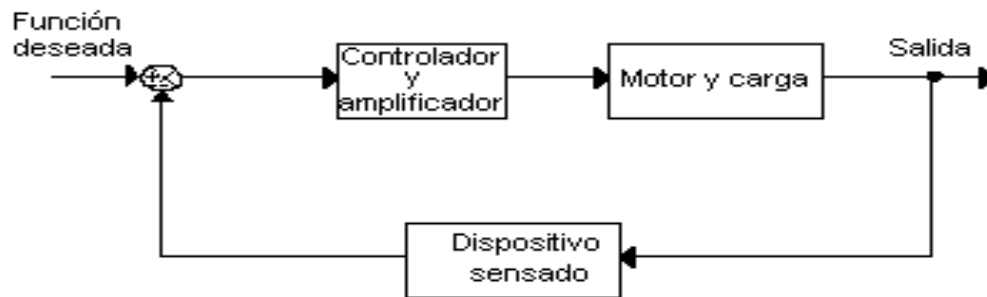 Función
deseada
Controlador
y
amplificador
Motor y carga
Salida
Dispositivo
sensado